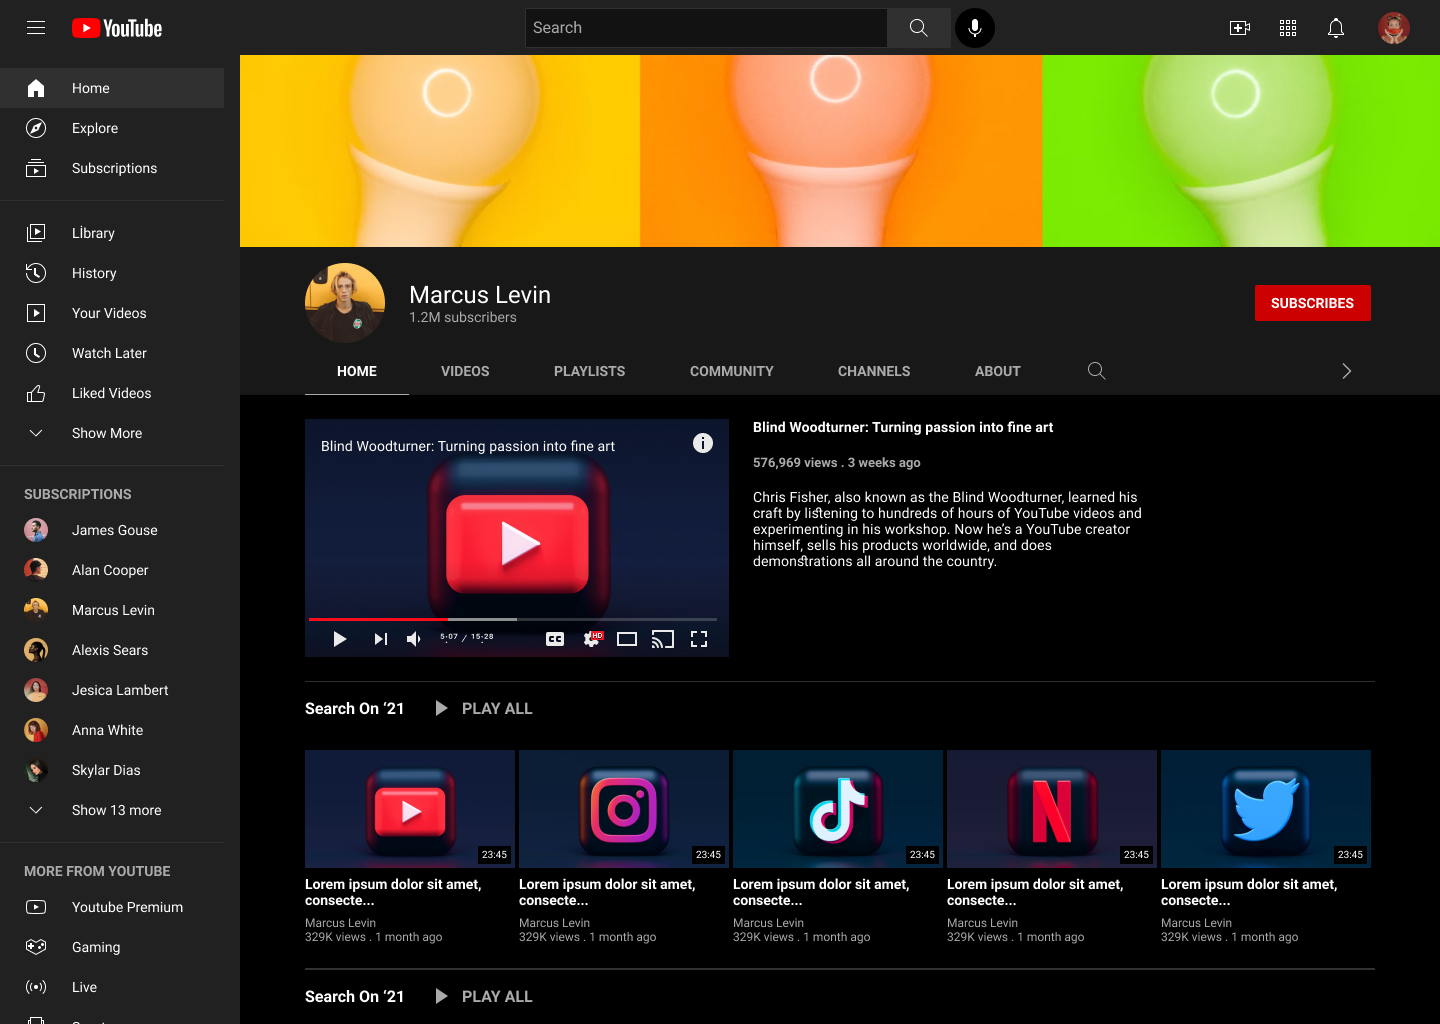 YouTube
Search
Home
Explore
Subscriptions
Lİbrary
History
Your Videos
Watch Later
Liked Videos
Show More
SUBSCRIPTIONS
James Gouse
Alan Cooper
Marcus Levin
Alexis Sears
Jesica Lambert
Anna White
Skylar Dias
Show 13 more
MORE FROM YOUTUBE
Youtube Premium
Gaming
Live
Marcus Levin
1.2M subscribers
SUBSCRIBES
HOME VIDEOS PLAYLISTS COMMUNITY CHANNELS ABOUT
Blind Woodturner: Turning passion into fine art
5:07 / 15:28
CC
HD
Blind Woodturner: Turning passion into fine art
576,969 views . 3 weeks ago
Chris Fisher, also known as the Blind Woodturner, learned his
craft by listening to hundreds of hours of YouTube videos and
experimenting in his workshop. Now he’s a YouTube creator
himself, sells his products worldwide, and does
demonstrations all around the country.
Search On ‘21 PLAY ALL
23:45
Lorem ipsum dolor sit amet,
consecte...
Marcus Levin
329K views . 1 month ago
23:45
Lorem ipsum dolor sit amet,
consecte...
Marcus Levin
329K views . 1 month ago
23:45
Lorem ipsum dolor sit amet,
consecte...
Marcus Levin
329K views . 1 month ago
N
23:45
Lorem ipsum dolor sit amet,
consecte...
Marcus Levin
329K views . 1 month ago
23:45
Lorem ipsum dolor sit amet,
consecte...
Marcus Levin
329K views . 1 month ago
Search On ‘21 PLAY ALL